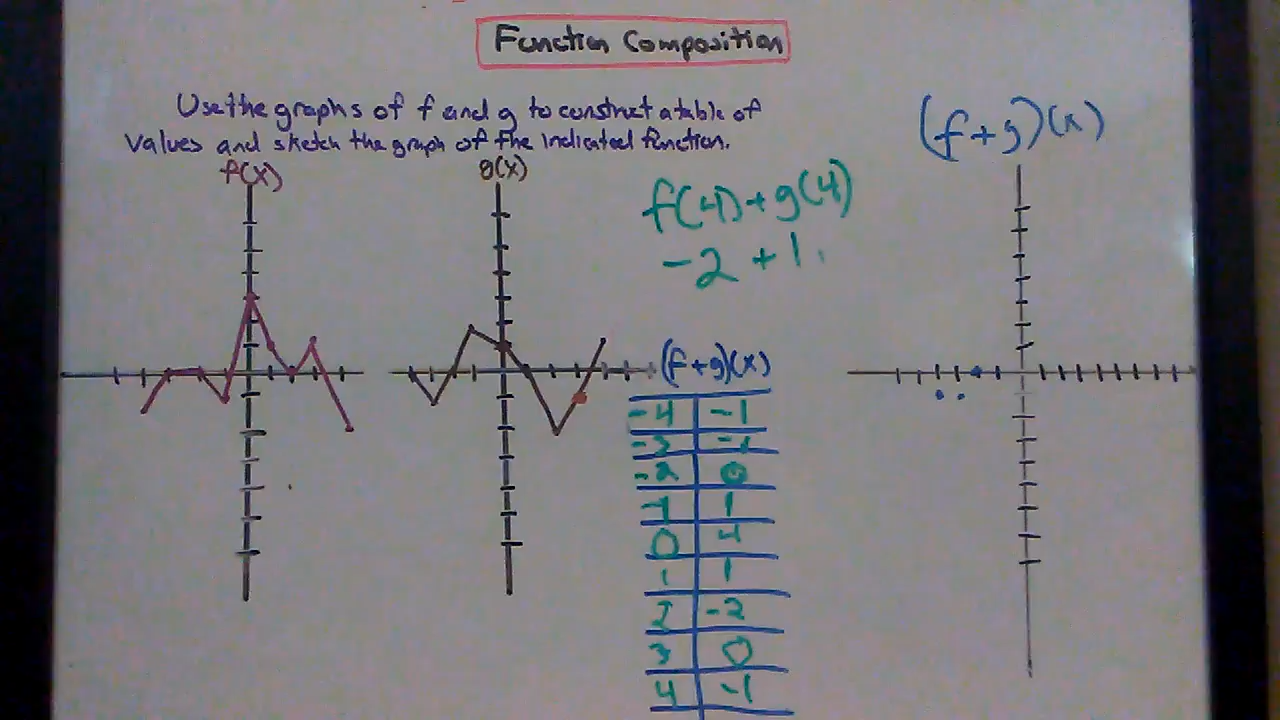 Function Composition
Use the graphs of f and g to construct a table of
values and sketch the graph of the indicated function.
f(x)
g(x)
f(4)+g(4)
-2 +1
(f+g)(x)
(f+g)(x)
-4 -1
-3 -1
-2 0
-1 1
0 4
1 1
2 -2
3 0
4 -1